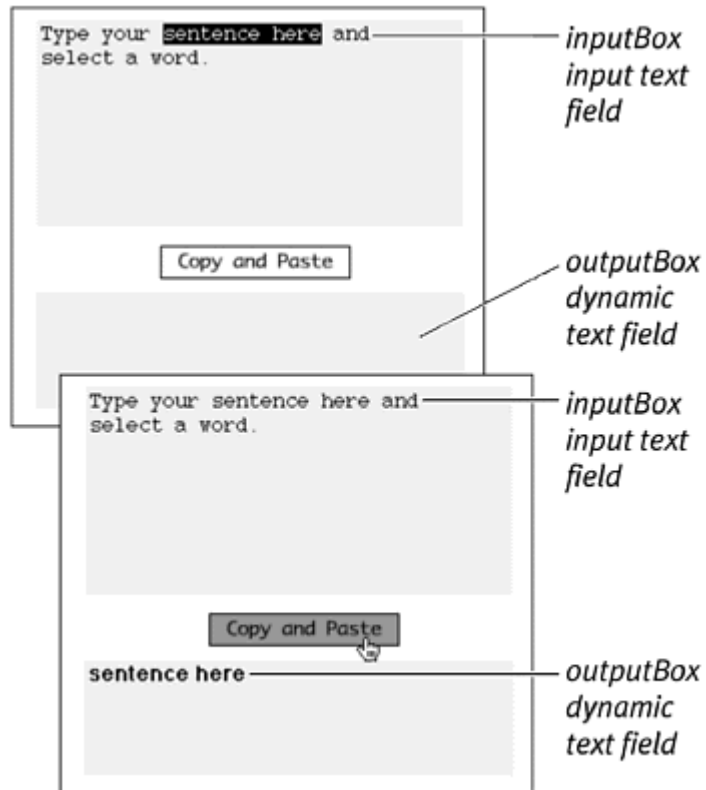 Type your sentence here and
select a word.
inputBox
input text
field
Copy and Paste
outputBox
dynamic
text field
Type your sentence here and
select a word.
inputBox
input text
field
Copy and Paste
sentence here
outputBox
dynamic
text field